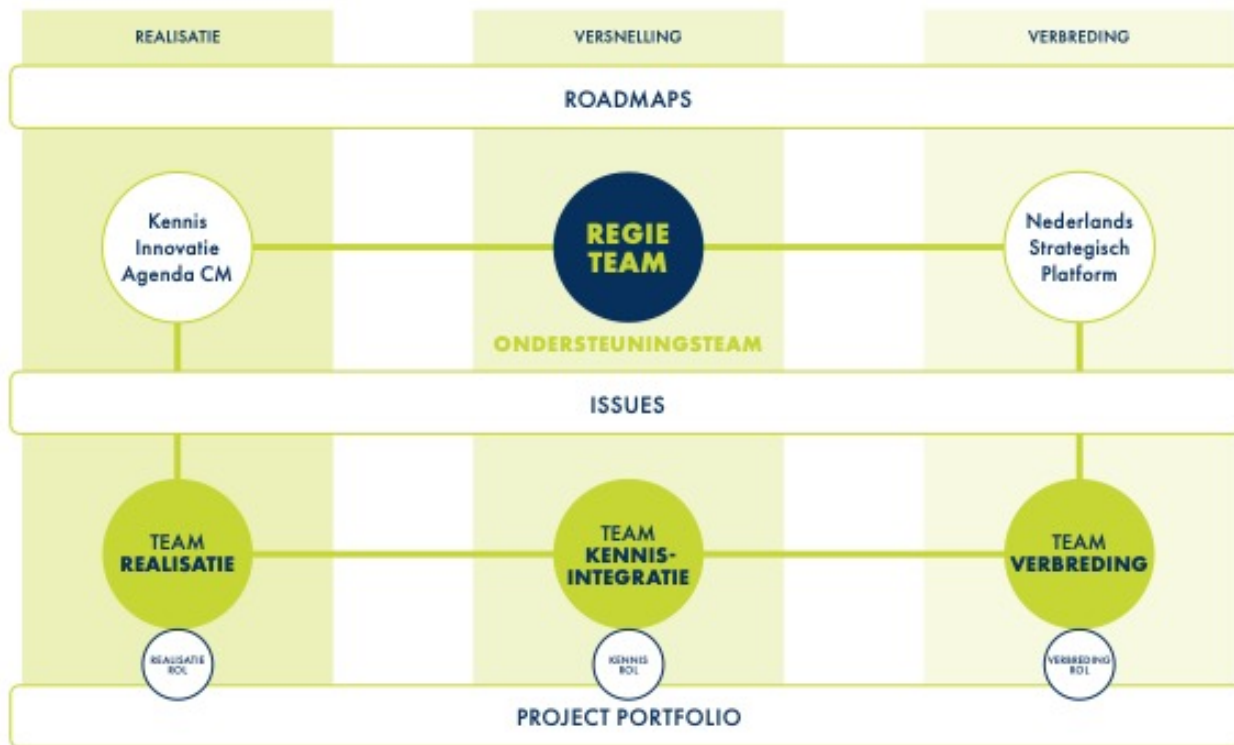 REALISATIE
VERSNELLING
VERBREDING
ROADMAPS
Kennis
Innovatie
Agenda CM
REGIE
TEAM
Nederlands
Strategisch
Platform
ONDERSTEUNINGSTEAM
ISSUES
TEAM
REALISATIE
TEAM
KENNIS-
INTEGRATIE
TEAM
VERBREDING
REALISATIE
ROL
KENNIS
ROL
VERBREDING
ROL
PROJECT PORTFOLIO